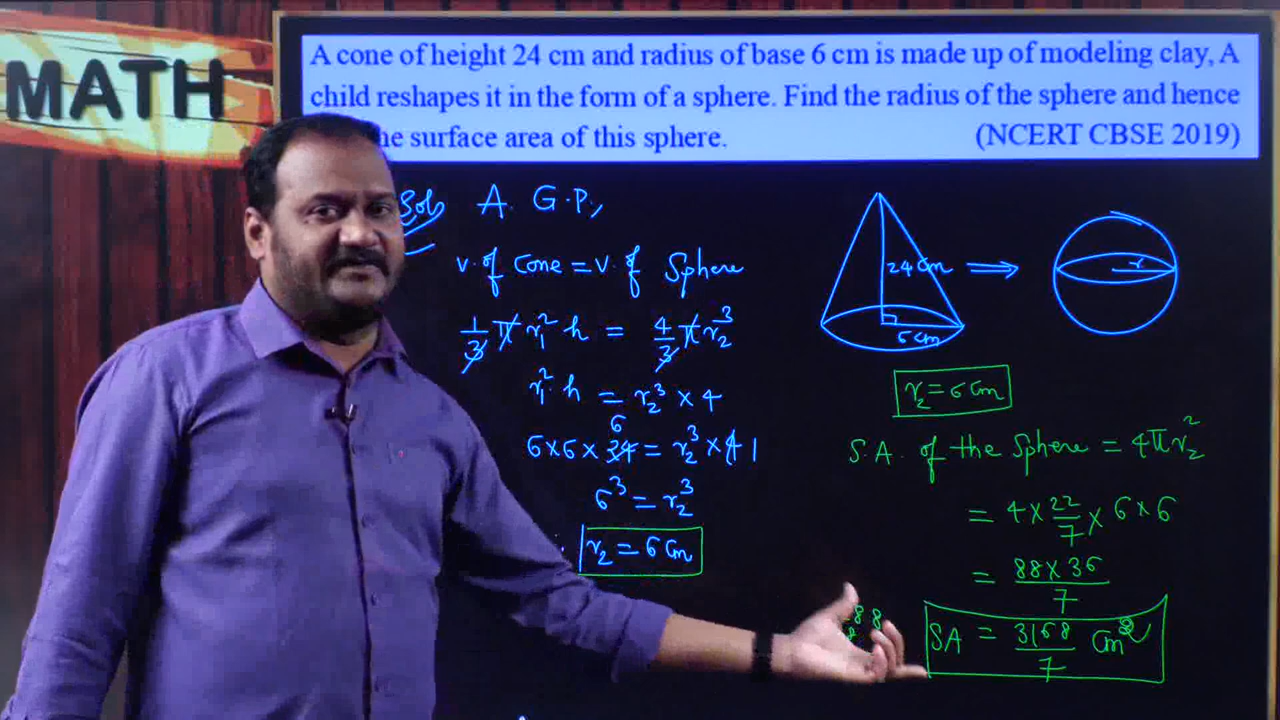 MATH
A cone of height 24 cm and radius of base 6 cm is made up of modeling clay, A
child reshapes it in the form of a sphere. Find the radius of the sphere and hence
the surface area of this sphere. (NCERT CBSE 2019)
Sol A. G.P.,
V. of Cone = V. of Sphere
1/3 π r₁² h = 4/3 π r₂³
r₁² h = r₂³ × 4
6
6 × 6 × 24 = r₂³ × 4 1
6³ = r₂³
r₂ = 6 cm
24 cm
6 cm
r
r₂ = 6 cm
S.A. of the Sphere = 4πr₂²
= 4 × 22/7 × 6 × 6
= 88 × 36/7
SA = 3168/7 cm²